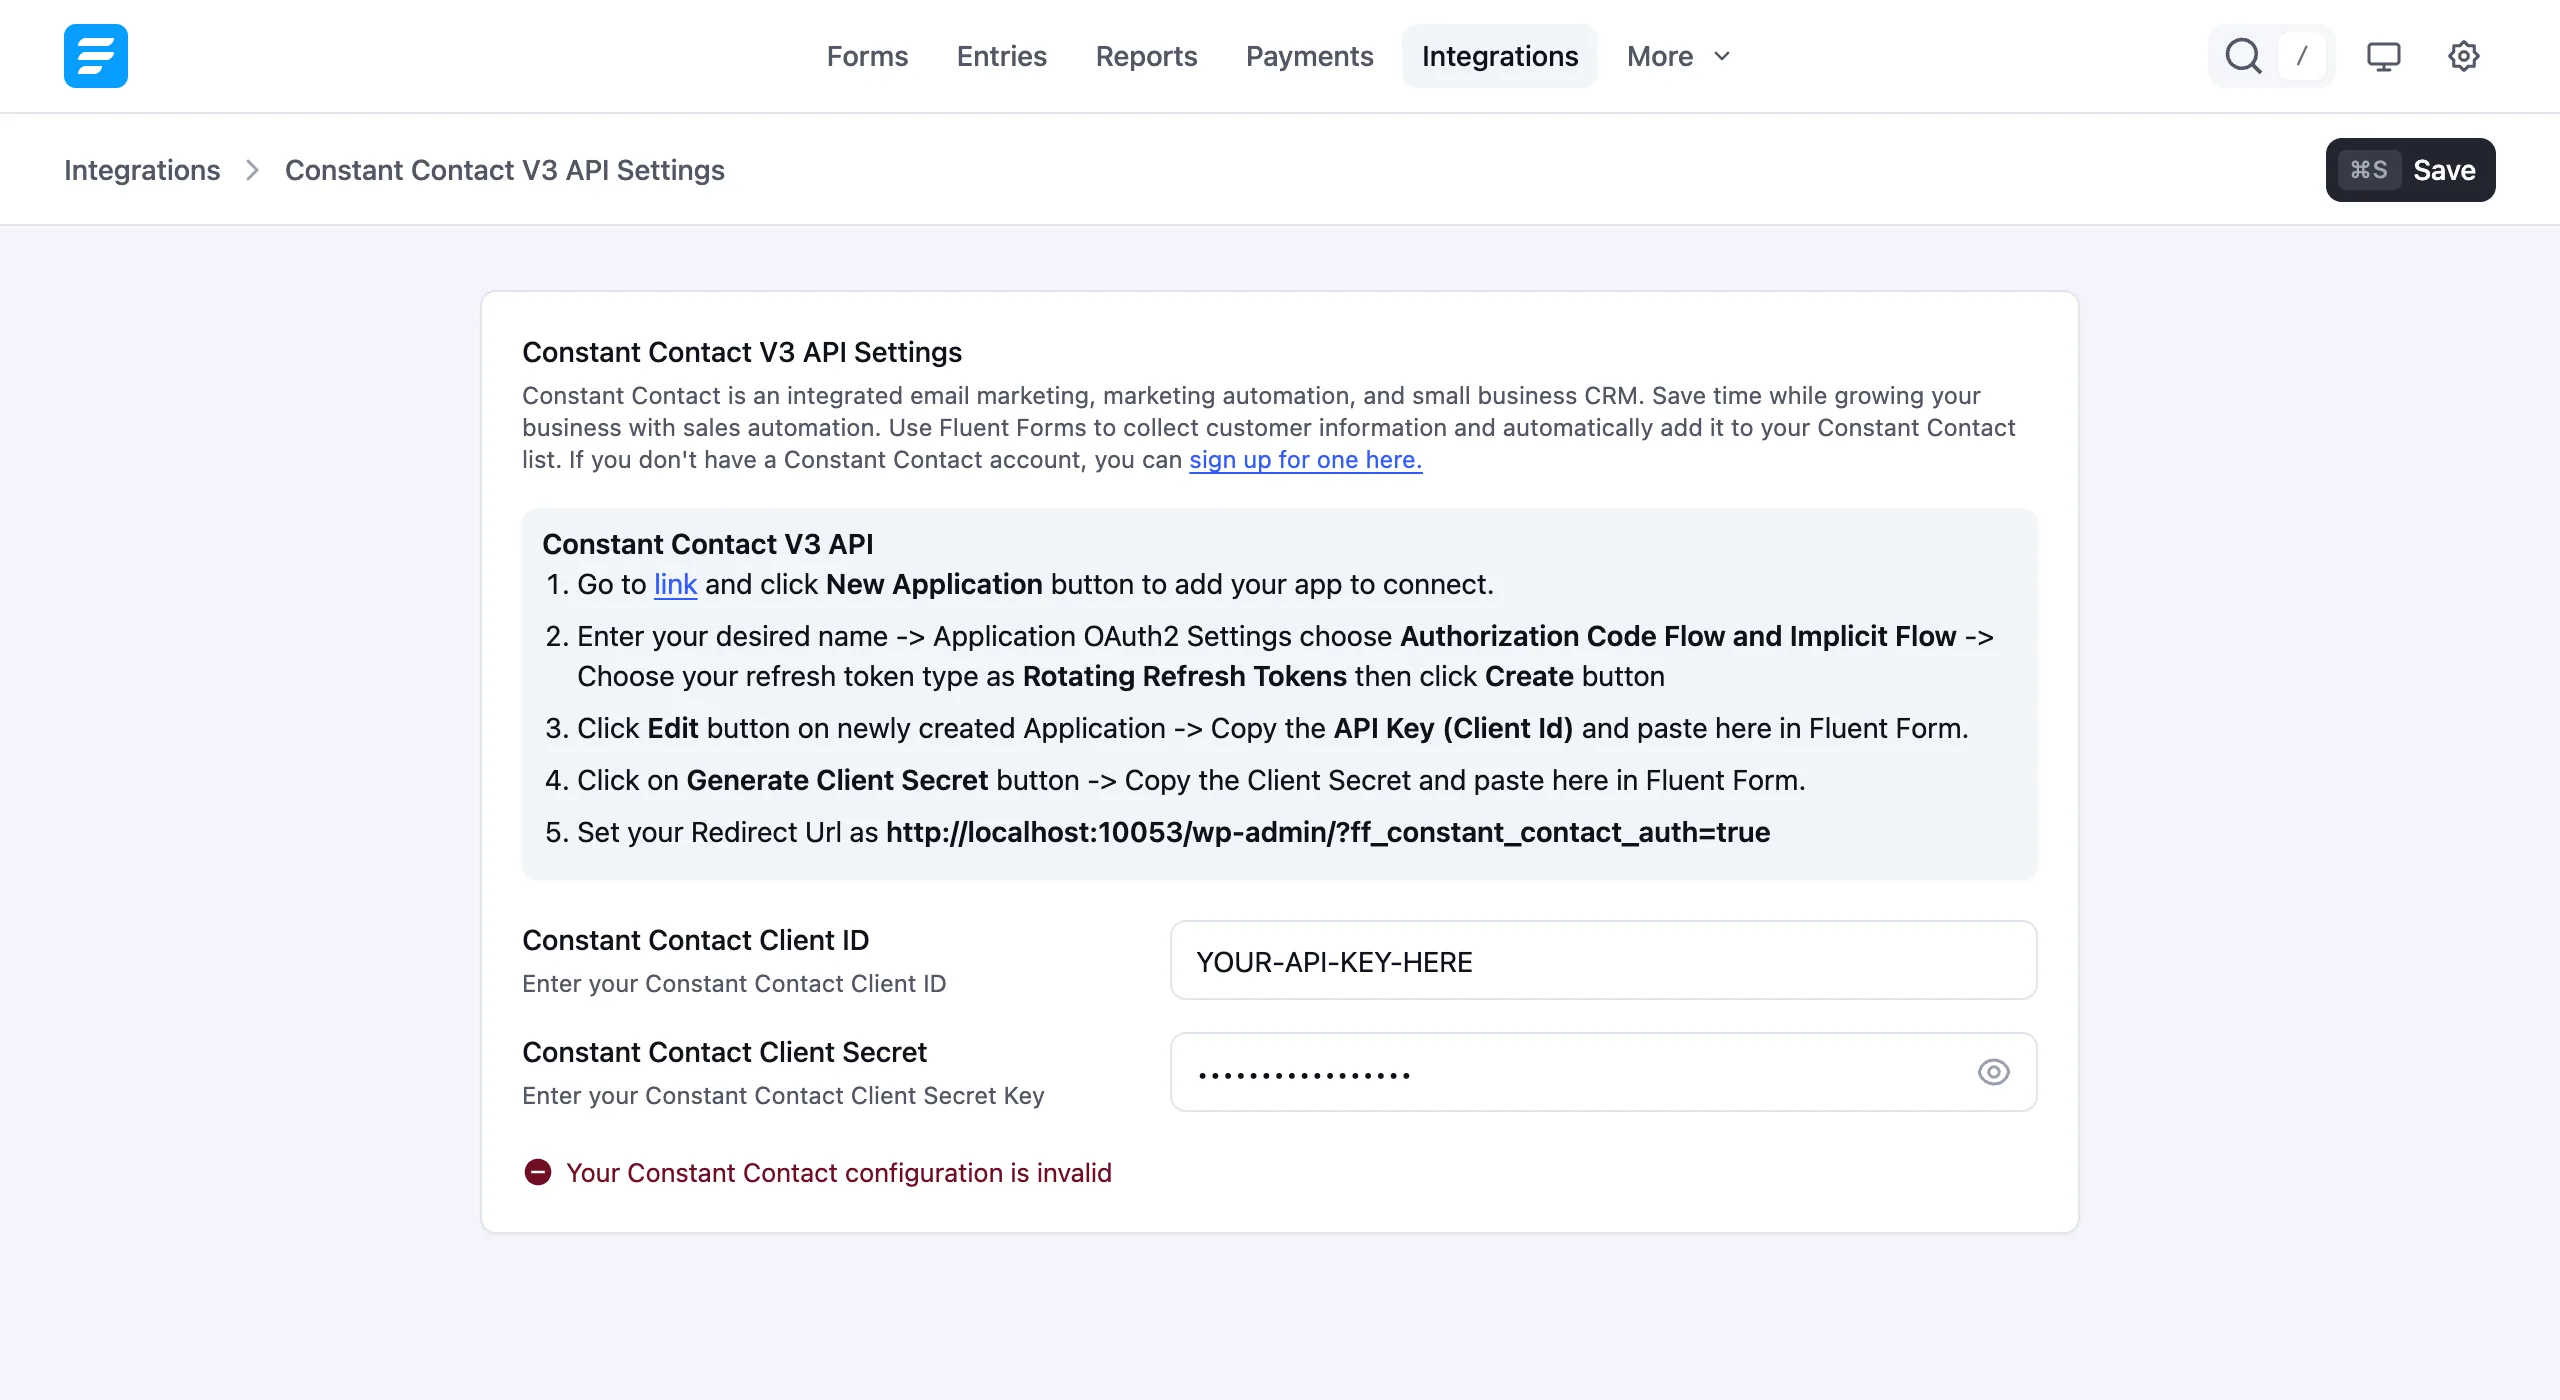 Forms Entries Reports Payments Integrations More /
Integrations > Constant Contact V3 API Settings ⌘S Save
Constant Contact V3 API Settings
Constant Contact is an integrated email marketing, marketing automation, and small business CRM. Save time while growing your
business with sales automation. Use Fluent Forms to collect customer information and automatically add it to your Constant Contact
list. If you don't have a Constant Contact account, you can sign up for one here.
Constant Contact V3 API
1. Go to link and click New Application button to add your app to connect.
2. Enter your desired name -> Application OAuth2 Settings choose Authorization Code Flow and Implicit Flow ->
Choose your refresh token type as Rotating Refresh Tokens then click Create button
3. Click Edit button on newly created Application -> Copy the API Key (Client Id) and paste here in Fluent Form.
4. Click on Generate Client Secret button -> Copy the Client Secret and paste here in Fluent Form.
5. Set your Redirect Url as http://localhost:10053/wp-admin/?ff_constant_contact_auth=true
Constant Contact Client ID
Enter your Constant Contact Client ID
YOUR-API-KEY-HERE
Constant Contact Client Secret
Enter your Constant Contact Client Secret Key
•••••••••••••••••
Your Constant Contact configuration is invalid